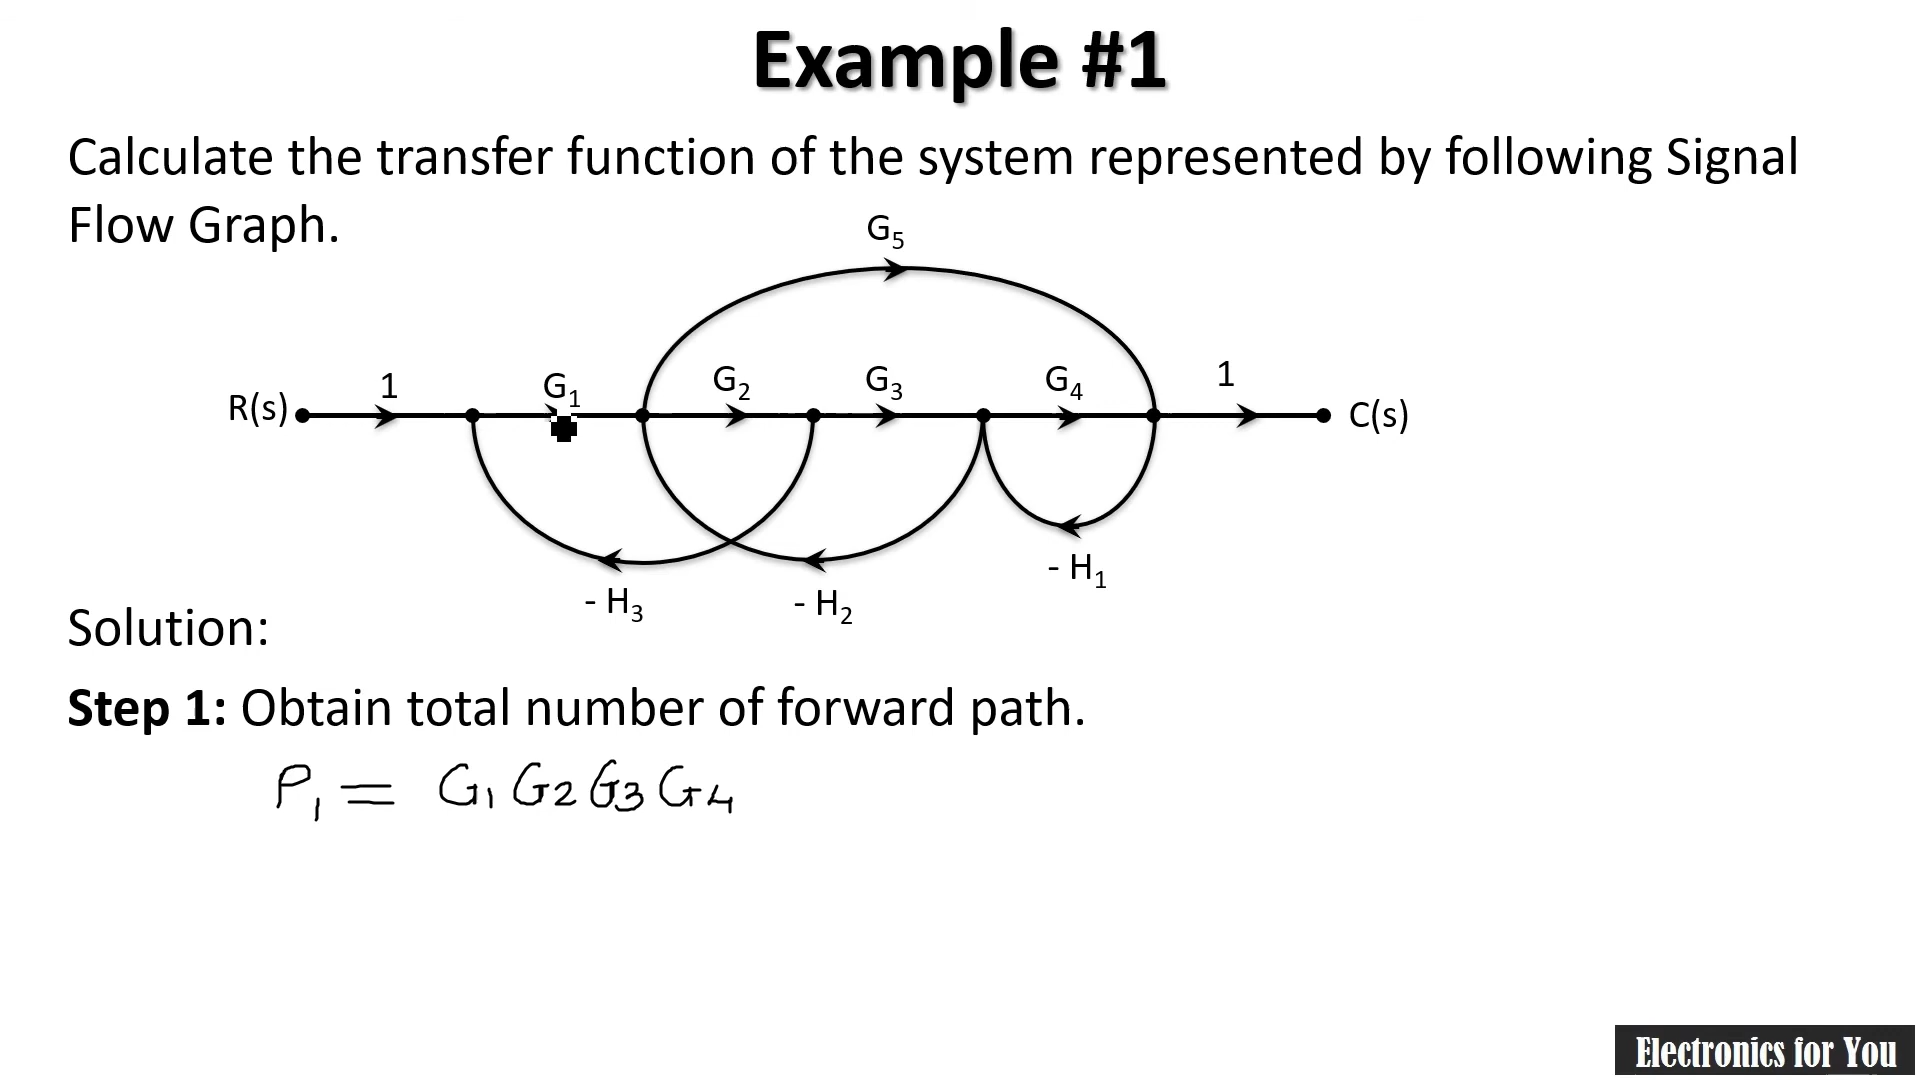 Example #1
Calculate the transfer function of the system represented by following Signal
Flow Graph.
G5
R(s) 1 G1 G2 G3 G4 1 C(s)
- H1
- H3 - H2
Solution:
Step 1: Obtain total number of forward path.
P1 = G1 G2 G3 G4
Electronics for You